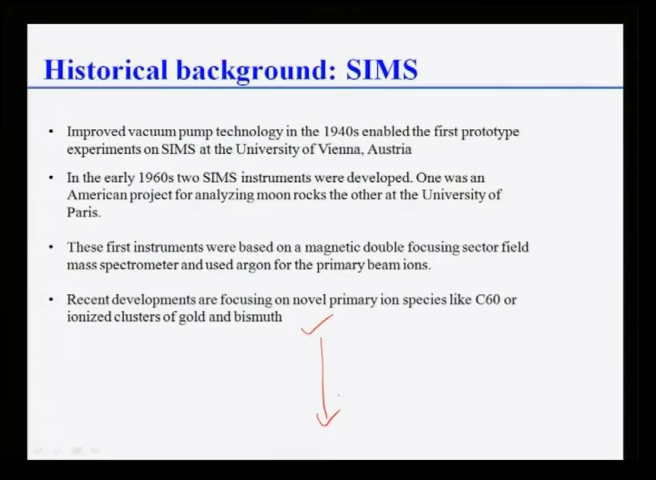 Historical background: SIMS
• Improved vacuum pump technology in the 1940s enabled the first prototype
experiments on SIMS at the University of Vienna, Austria
• In the early 1960s two SIMS instruments were developed. One was an
American project for analyzing moon rocks the other at the University of
Paris.
• These first instruments were based on a magnetic double focusing sector field
mass spectrometer and used argon for the primary beam ions.
• Recent developments are focusing on novel primary ion species like C60 or
ionized clusters of gold and bismuth